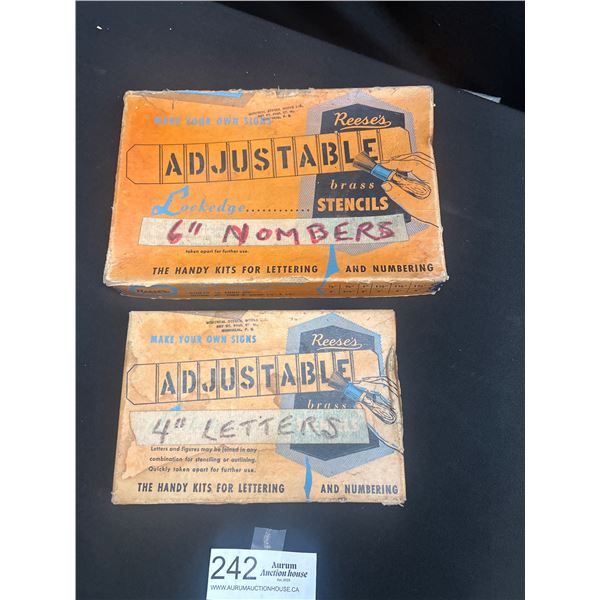 MAKE YOUR OWN SIGNS
Reese's
ADJUSTABLE
brass
Lockedge............ STENCILS
6" NOMBERS
taken apart for further use.
THE HANDY KITS FOR LETTERING AND NUMBERING
Reese's
MAKE YOUR OWN SIGNS
Reese's
ADJUSTABLE
brass
4" LETTERS
Letters and figures may be joined in any
combination for stenciling or outlining.
Quickly taken apart for further use.
THE HANDY KITS FOR LETTERING AND NUMBERING
242 Aurum
Auction house
WWW.AURUMAUCTIONHOUSE.CA